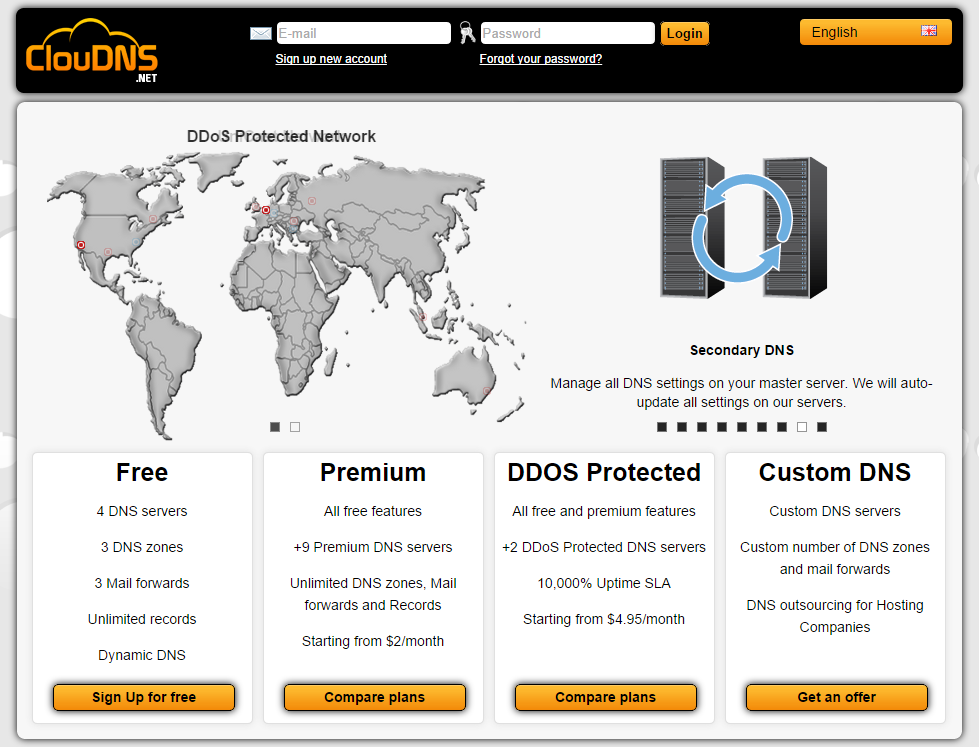 ClouDNS
.NET
E-mail
Password
Login
English
Sign up new account
Forgot your password?
DDoS Protected Network
Secondary DNS
Manage all DNS settings on your master server. We will auto-
update all settings on our servers.
Free
4 DNS servers
3 DNS zones
3 Mail forwards
Unlimited records
Dynamic DNS
Sign Up for free
Premium
All free features
+9 Premium DNS servers
Unlimited DNS zones, Mail
forwards and Records
Starting from $2/month
Compare plans
DDOS Protected
All free and premium features
+2 DDoS Protected DNS servers
10,000% Uptime SLA
Starting from $4.95/month
Compare plans
Custom DNS
Custom DNS servers
Custom number of DNS zones
and mail forwards
DNS outsourcing for Hosting
Companies
Get an offer